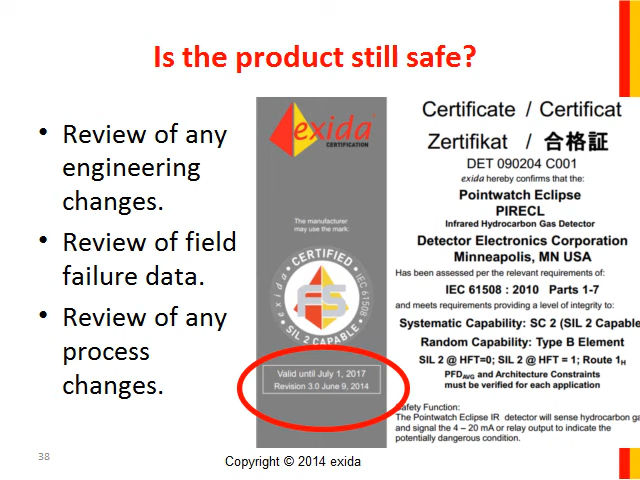 Is the product still safe?
• Review of any
engineering
changes.
• Review of field
failure data.
• Review of any
process
changes.
exida
CERTIFICATION
The manufacturer
may use the mark:
CERTIFIED
exida
IEC 61508
FS
SIL 2 CAPABLE
Valid until July 1, 2017
Revision 3.0 June 9, 2014
Certificate / Certificat
Zertifikat / 合格証
DET 090204 C001
exida hereby confirms that the:
Pointwatch Eclipse
PIRECL
Infrared Hydrocarbon Gas Detector
Detector Electronics Corporation
Minneapolis, MN USA
Has been assessed per the relevant requirements of:
IEC 61508 : 2010 Parts 1-7
and meets requirements providing a level of integrity to:
Systematic Capability: SC 2 (SIL 2 Capable
Random Capability: Type B Element
SIL 2 @ HFT=0; SIL 2 @ HFT = 1; Route 1H
PFDAVG and Architecture Constraints
must be verified for each application
Safety Function:
The Pointwatch Eclipse IR detector will sense hydrocarbon ga
and signal the 4 – 20 mA or relay output to indicate the
potentially dangerous condition.
38
Copyright © 2014 exida